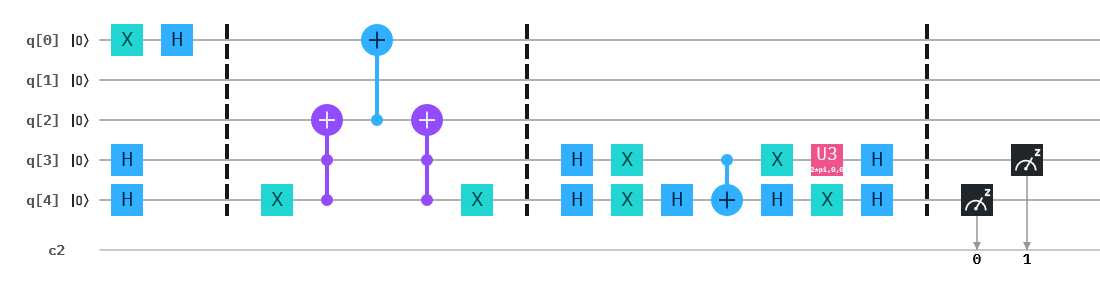 q[0] |0⟩ X H +
q[1] |0⟩
q[2] |0⟩ + +
q[3] |0⟩ H H X X U3 H z
q[4] |0⟩ H X X H X H + H X H z
c2
0 1